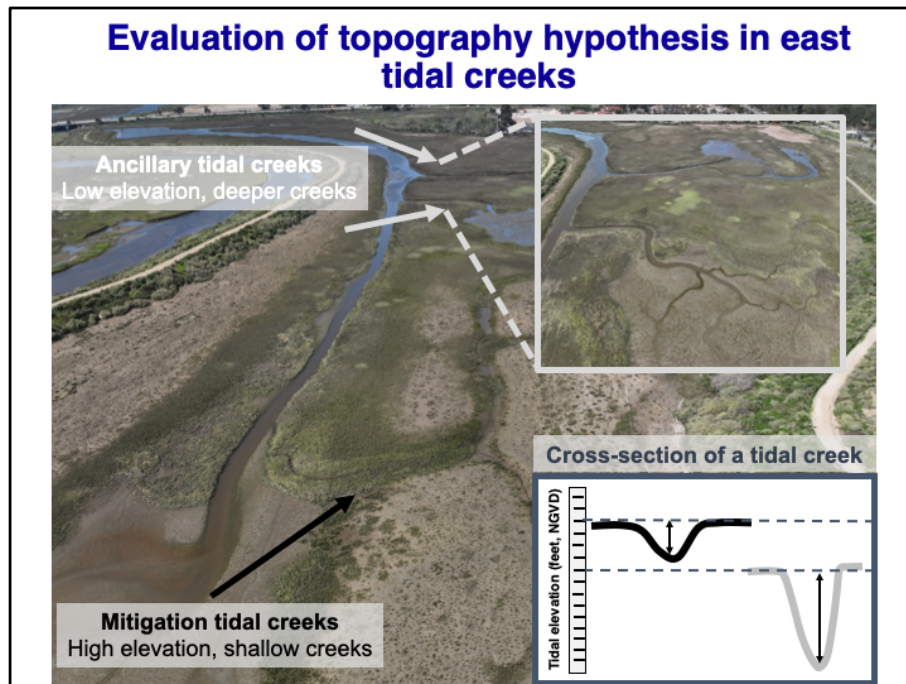 Evaluation of topography hypothesis in east
tidal creeks
Ancillary tidal creeks
Low elevation, deeper creeks
Cross-section of a tidal creek
Tidal elevation (feet, NGVD)
Mitigation tidal creeks
High elevation, shallow creeks